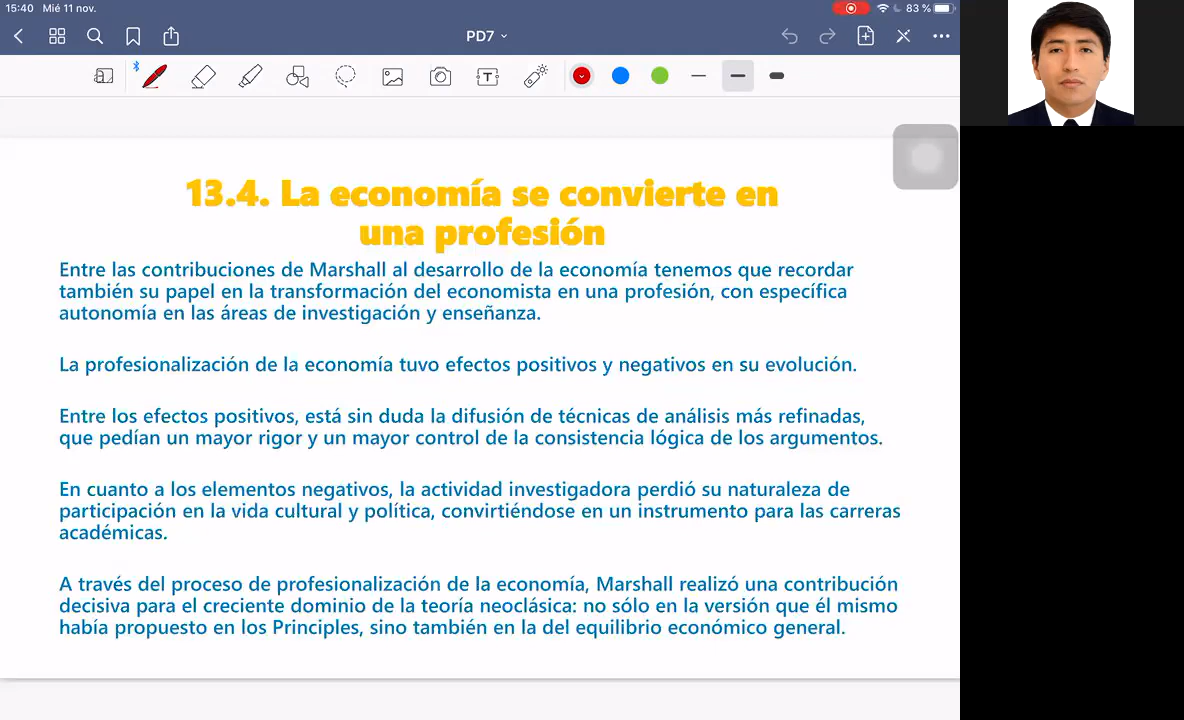 15:40 Mié 11 nov. 83 %
PD7
T
13.4. La economía se convierte en
una profesión
Entre las contribuciones de Marshall al desarrollo de la economía tenemos que recordar
también su papel en la transformación del economista en una profesión, con específica
autonomía en las áreas de investigación y enseñanza.
La profesionalización de la economía tuvo efectos positivos y negativos en su evolución.
Entre los efectos positivos, está sin duda la difusión de técnicas de análisis más refinadas,
que pedían un mayor rigor y un mayor control de la consistencia lógica de los argumentos.
En cuanto a los elementos negativos, la actividad investigadora perdió su naturaleza de
participación en la vida cultural y política, convirtiéndose en un instrumento para las carreras
académicas.
A través del proceso de profesionalización de la economía, Marshall realizó una contribución
decisiva para el creciente dominio de la teoría neoclásica: no sólo en la versión que él mismo
había propuesto en los Principles, sino también en la del equilibrio económico general.